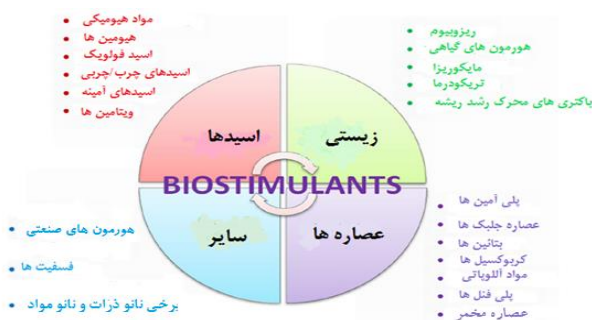 مواد هیومیکی
هیومین ها
اسید فولویک
اسیدهای چرب/چربی
اسیدهای آمینه
ویتامین ها
ریزوبیوم
هورمون های گیاهی
مایکوریزا
تریکودرما
باکتری های محرک رشد ریشه
اسیدها
زیستی
BIOSTIMULANTS
سایر
عصاره ها
هورمون های صنعتی
فسفیت ها
برخی نانو ذرات و نانو مواد
پلی آمین ها
عصاره جلبک ها
بتائین ها
کربوکسیل ها
مواد آللوپاتی
پلی فنل ها
عصاره مخمر